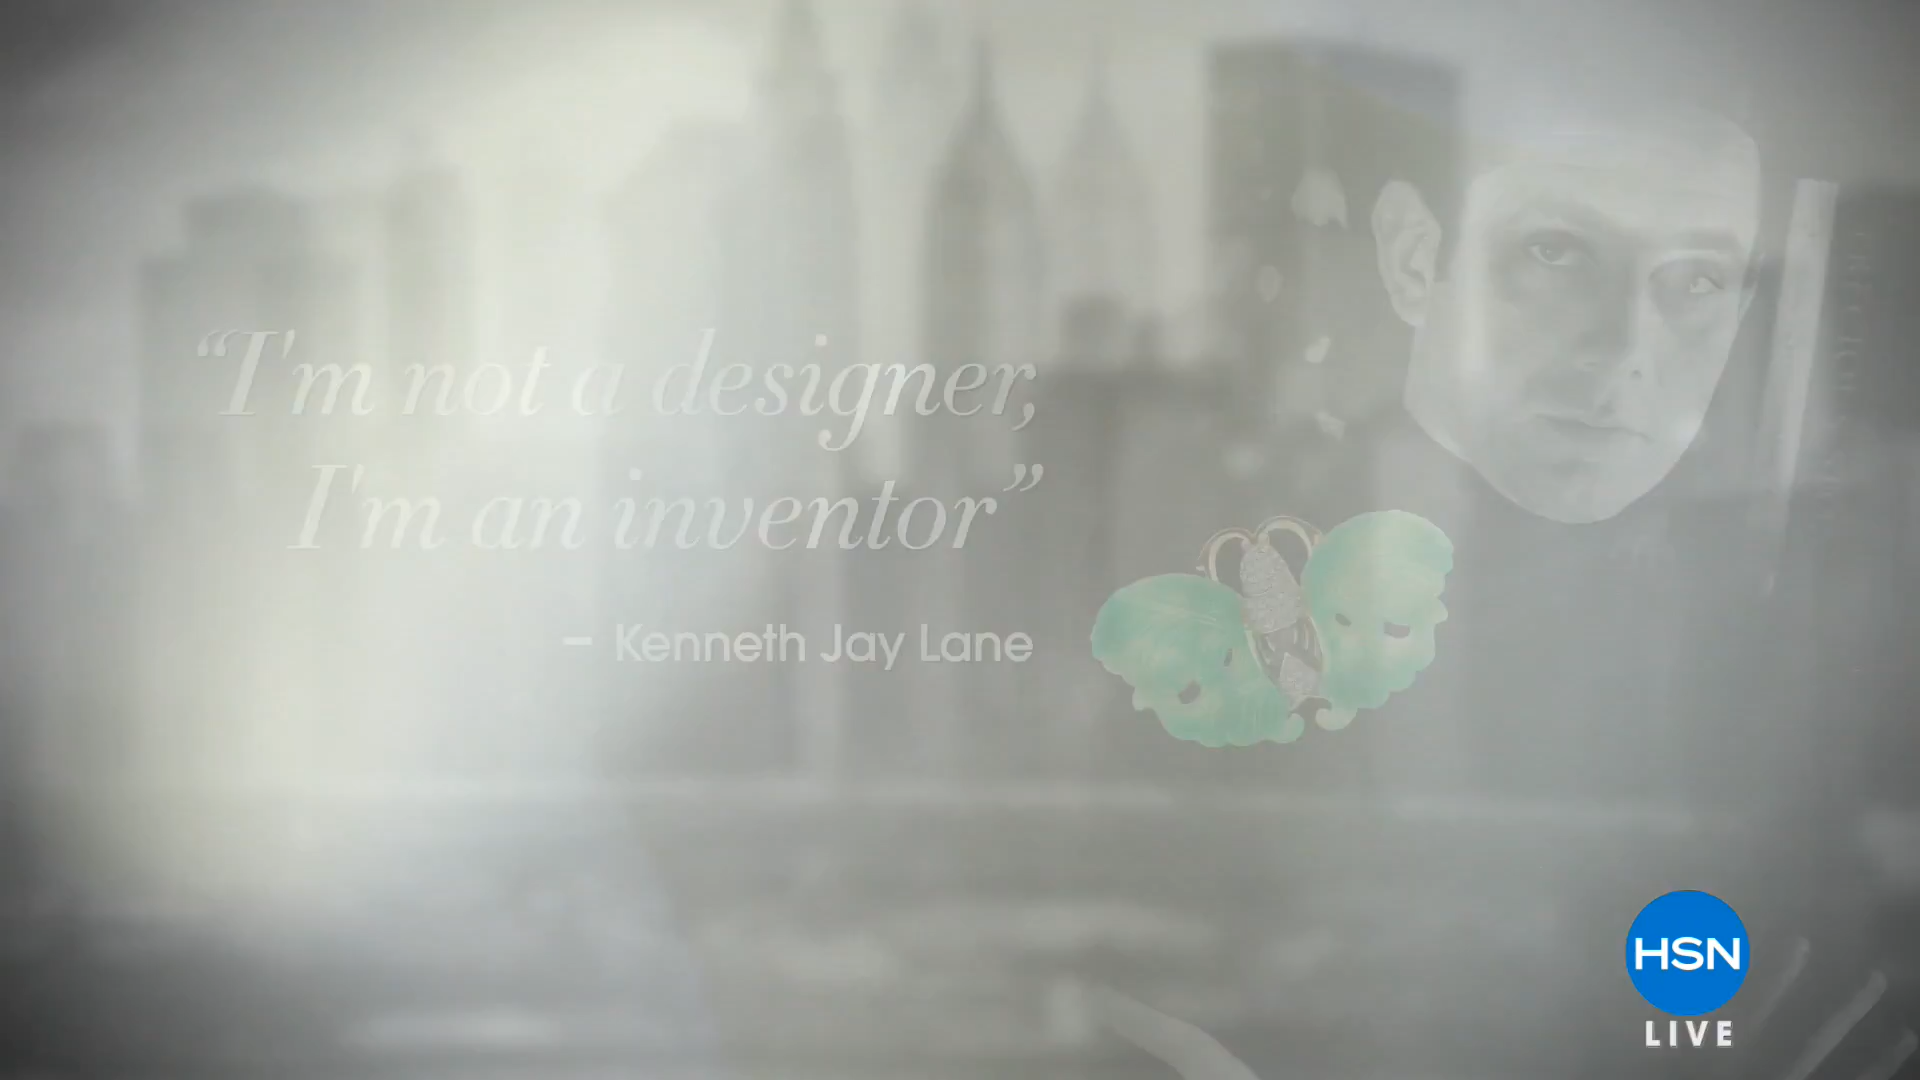 “I'm not a designer,
I'm an inventor”
– Kenneth Jay Lane
HSN
LIVE